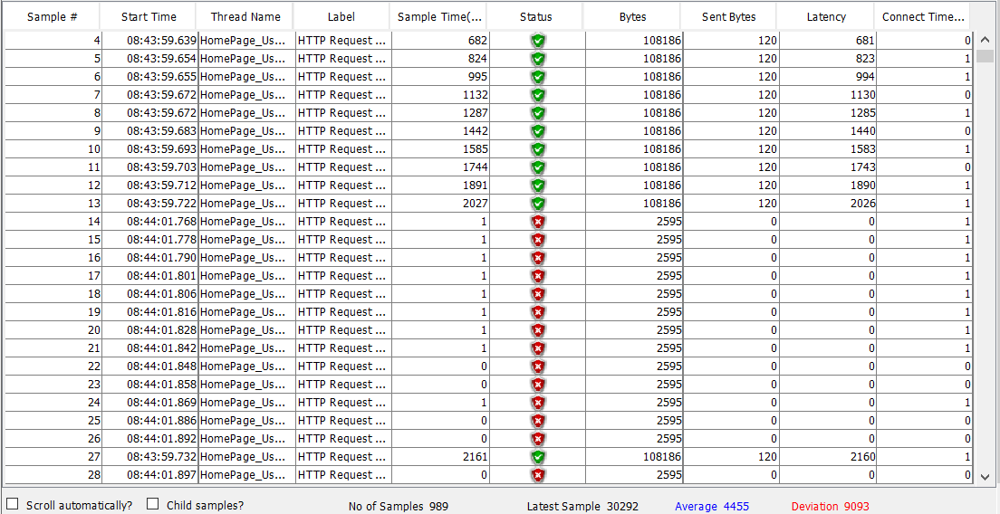 Sample # Start Time Thread Name Label Sample Time(... Status Bytes Sent Bytes Latency Connect Time...
4 08:43:59.639 HomePage_Us... HTTP Request ... 682 108186 120 681 0
5 08:43:59.654 HomePage_Us... HTTP Request ... 824 108186 120 823 1
6 08:43:59.655 HomePage_Us... HTTP Request ... 995 108186 120 994 1
7 08:43:59.672 HomePage_Us... HTTP Request ... 1132 108186 120 1130 0
8 08:43:59.672 HomePage_Us... HTTP Request ... 1287 108186 120 1285 1
9 08:43:59.683 HomePage_Us... HTTP Request ... 1442 108186 120 1440 0
10 08:43:59.693 HomePage_Us... HTTP Request ... 1585 108186 120 1583 1
11 08:43:59.703 HomePage_Us... HTTP Request ... 1744 108186 120 1743 0
12 08:43:59.712 HomePage_Us... HTTP Request ... 1891 108186 120 1890 1
13 08:43:59.722 HomePage_Us... HTTP Request ... 2027 108186 120 2026 1
14 08:44:01.768 HomePage_Us... HTTP Request ... 1 2595 0 0 1
15 08:44:01.778 HomePage_Us... HTTP Request ... 1 2595 0 0 1
16 08:44:01.790 HomePage_Us... HTTP Request ... 1 2595 0 0 1
17 08:44:01.801 HomePage_Us... HTTP Request ... 1 2595 0 0 1
18 08:44:01.806 HomePage_Us... HTTP Request ... 1 2595 0 0 1
19 08:44:01.816 HomePage_Us... HTTP Request ... 1 2595 0 0 1
20 08:44:01.828 HomePage_Us... HTTP Request ... 1 2595 0 0 1
21 08:44:01.842 HomePage_Us... HTTP Request ... 1 2595 0 0 1
22 08:44:01.848 HomePage_Us... HTTP Request ... 0 2595 0 0 0
23 08:44:01.858 HomePage_Us... HTTP Request ... 0 2595 0 0 0
24 08:44:01.869 HomePage_Us... HTTP Request ... 1 2595 0 0 1
25 08:44:01.886 HomePage_Us... HTTP Request ... 0 2595 0 0 0
26 08:44:01.892 HomePage_Us... HTTP Request ... 0 2595 0 0 0
27 08:43:59.732 HomePage_Us... HTTP Request ... 2161 108186 120 2160 1
28 08:44:01.897 HomePage_Us... HTTP Request ... 0 2595 0 0 0
Scroll automatically? Child samples? No of Samples 989 Latest Sample 30292 Average 4455 Deviation 9093